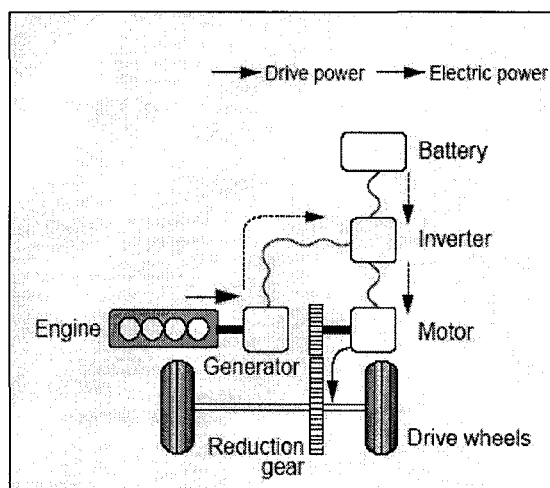 Drive power
Electric power
Battery
Inverter
Engine
Generator
Motor
Reduction
gear
Drive wheels